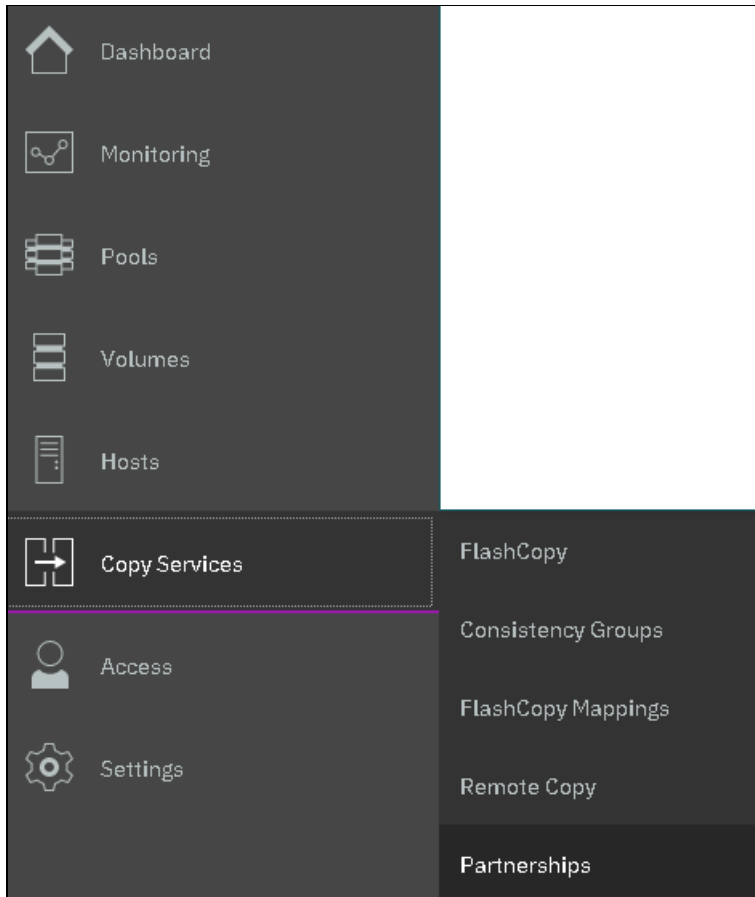 Dashboard
Monitoring
Pools
Volumes
Hosts
Copy Services
Access
Settings
FlashCopy
Consistency Groups
FlashCopy Mappings
Remote Copy
Partnerships